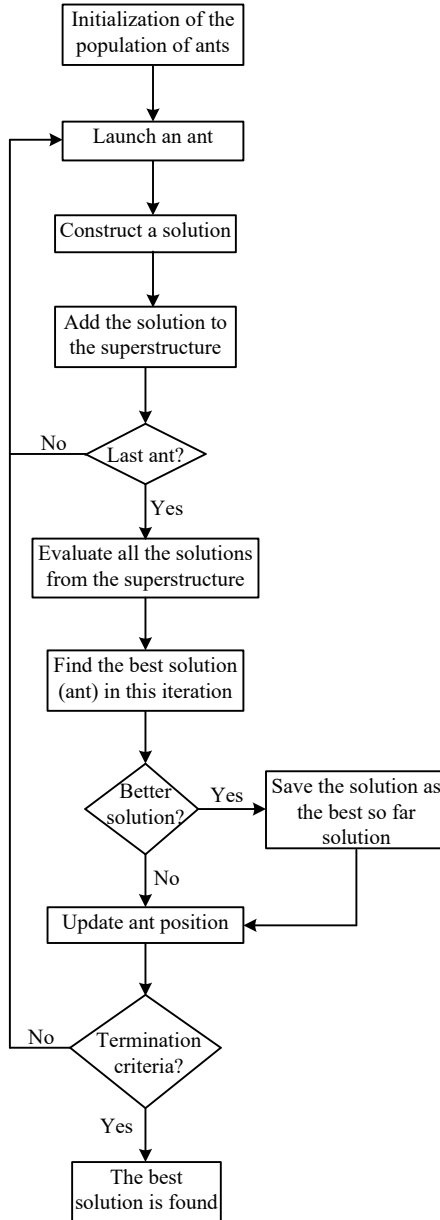 Initialization of the
population of ants
Launch an ant
Construct a solution
Add the solution to
the superstructure
No
Last ant?
Yes
Evaluate all the solutions
from the superstructure
Find the best solution
(ant) in this iteration
Better
solution?
Yes
Save the solution as
the best so far
solution
No
Update ant position
No
Termination
criteria?
Yes
The best
solution is found